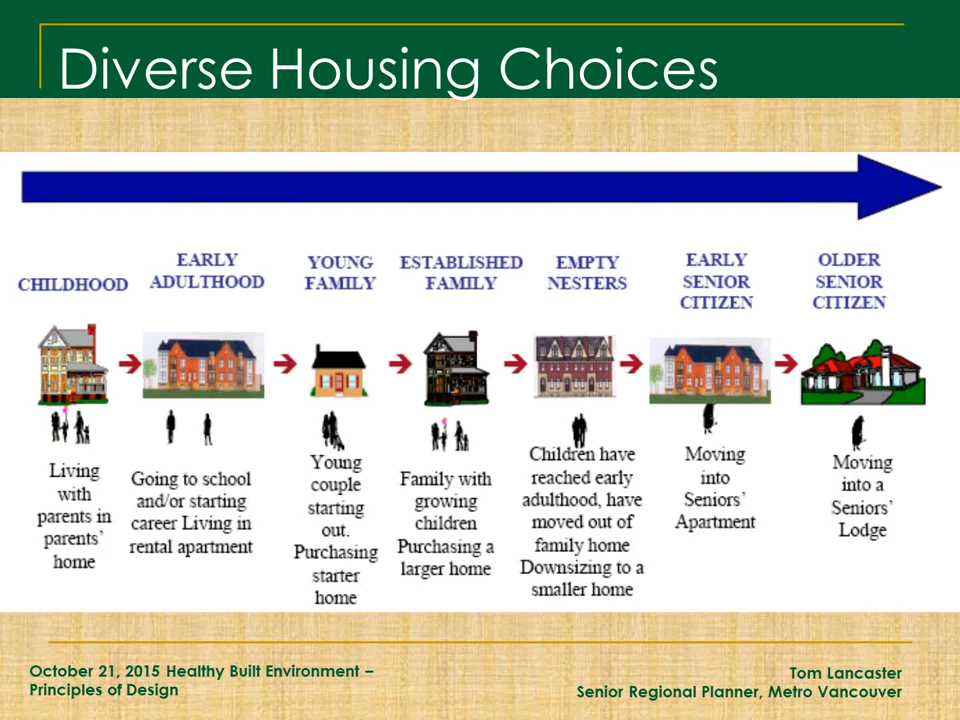 Diverse Housing Choices
CHILDHOOD
Living
with
parents in
parents'
home
EARLY
ADULTHOOD
Going to school
and/or starting
career Living in
rental apartment
YOUNG
FAMILY
Young
couple
starting
out.
Purchasing
starter
home
ESTABLISHED
FAMILY
Family with
growing
children
Purchasing a
larger home
EMPTY
NESTERS
Children have
reached early
adulthood, have
moved out of
family home
Downsizing to a
smaller home
EARLY
SENIOR
CITIZEN
Moving
into
Seniors'
Apartment
OLDER
SENIOR
CITIZEN
Moving
into a
Seniors'
Lodge
October 21, 2015 Healthy Built Environment –
Principles of Design
Tom Lancaster
Senior Regional Planner, Metro Vancouver